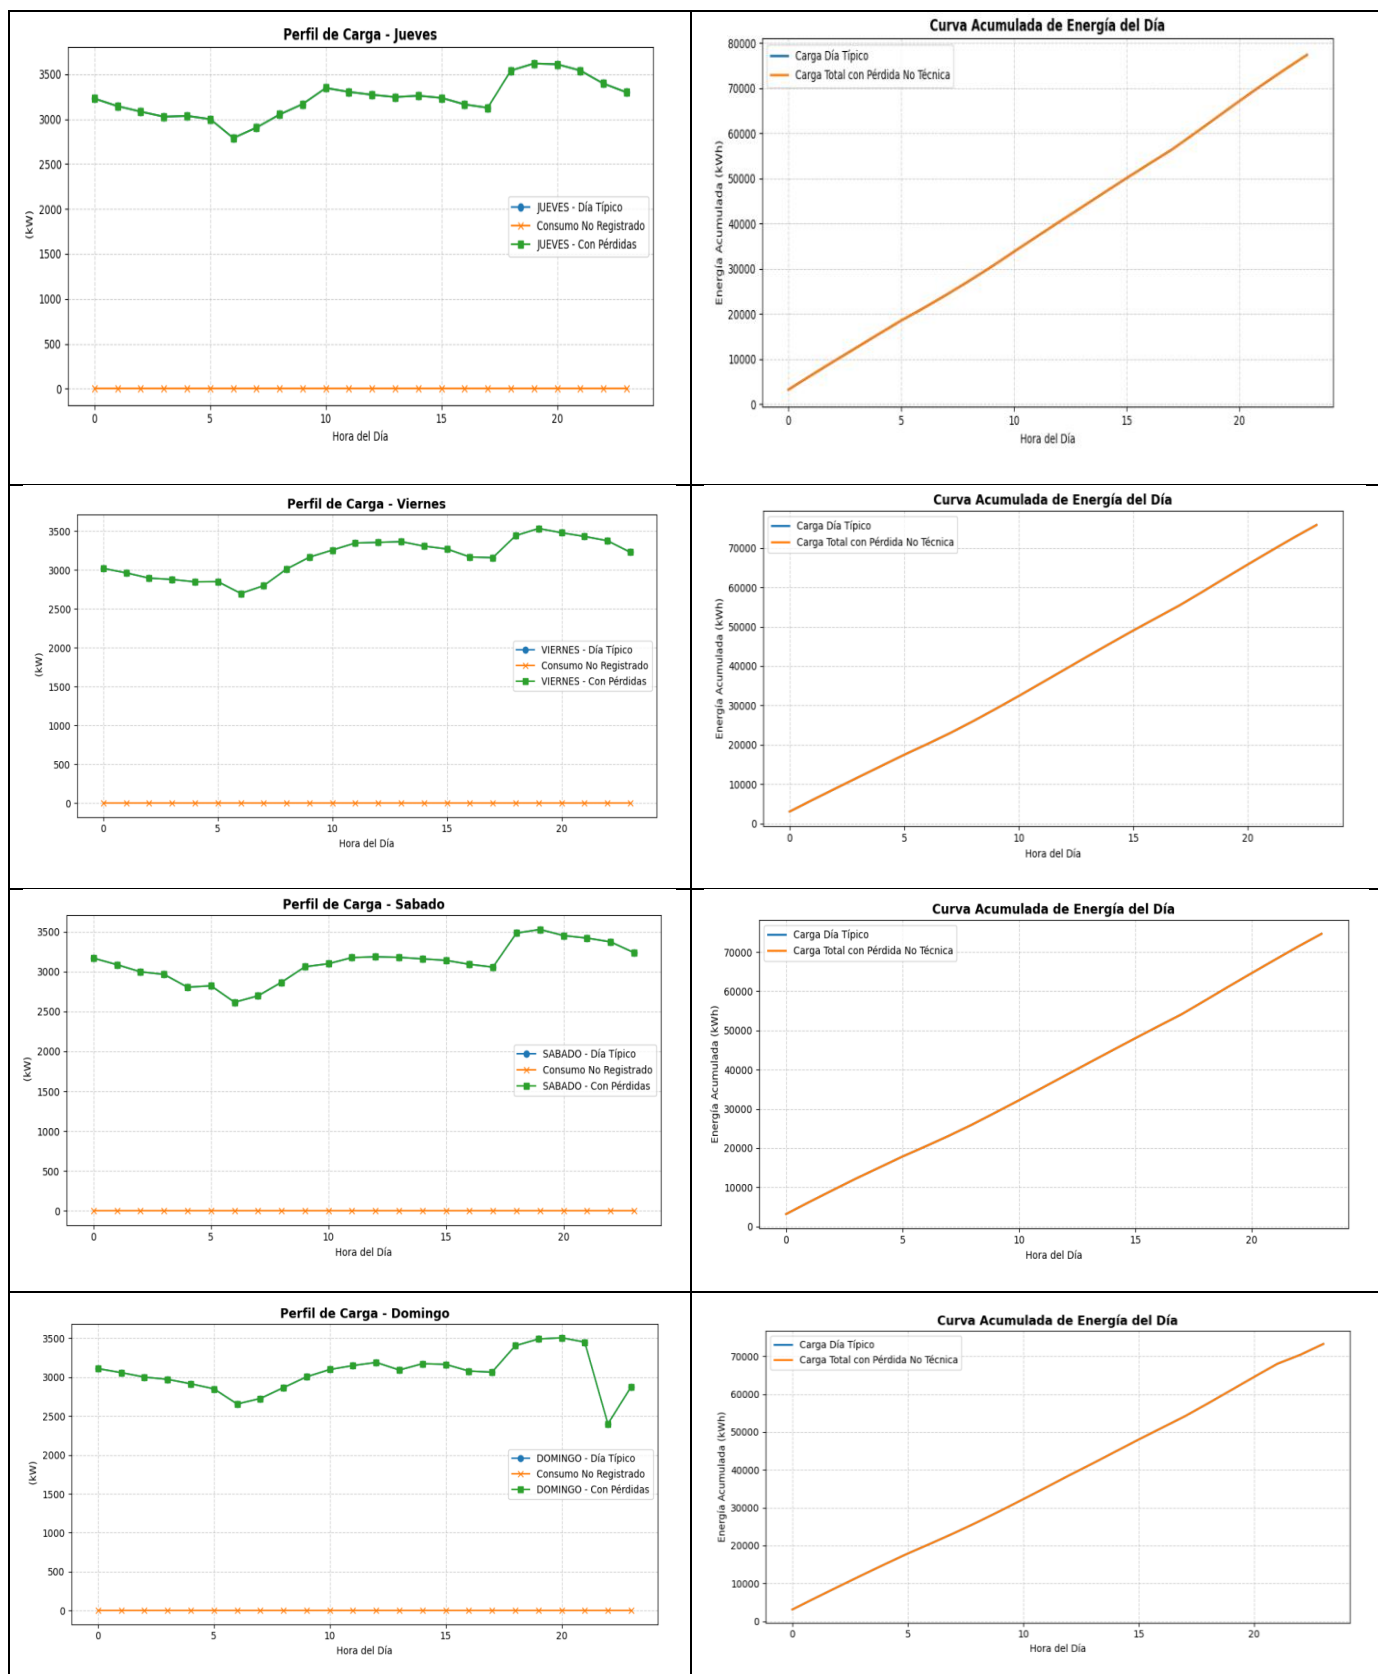 Perfil de Carga - Jueves
3500
3000
2500
2000
1500
1000
500
0
(kW)
JUEVES - Día Típico
Consumo No Registrado
JUEVES - Con Pérdidas
0 5 10 15 20
Hora del Día
Curva Acumulada de Energía del Día
80000
70000
60000
50000
40000
30000
20000
10000
0
Energía Acumulada (kWh)
Carga Día Típico
Carga Total con Pérdida No Técnica
0 5 10 15 20
Hora del Día
Perfil de Carga - Viernes
3500
3000
2500
2000
1500
1000
500
0
(kW)
VIERNES - Día Típico
Consumo No Registrado
VIERNES - Con Pérdidas
0 5 10 15 20
Hora del Día
Curva Acumulada de Energía del Día
70000
60000
50000
40000
30000
20000
10000
0
Energía Acumulada (kWh)
Carga Día Típico
Carga Total con Pérdida No Técnica
0 5 10 15 20
Hora del Día
Perfil de Carga - Sabado
3500
3000
2500
2000
1500
1000
500
0
(kW)
SABADO - Día Típico
Consumo No Registrado
SABADO - Con Pérdidas
0 5 10 15 20
Hora del Día
Curva Acumulada de Energía del Día
70000
60000
50000
40000
30000
20000
10000
0
Energía Acumulada (kWh)
Carga Día Típico
Carga Total con Pérdida No Técnica
0 5 10 15 20
Hora del Día
Perfil de Carga - Domingo
3500
3000
2500
2000
1500
1000
500
0
(kW)
DOMINGO - Día Típico
Consumo No Registrado
DOMINGO - Con Pérdidas
0 5 10 15 20
Hora del Día
Curva Acumulada de Energía del Día
70000
60000
50000
40000
30000
20000
10000
0
Energía Acumulada (kWh)
Carga Día Típico
Carga Total con Pérdida No Técnica
0 5 10 15 20
Hora del Día